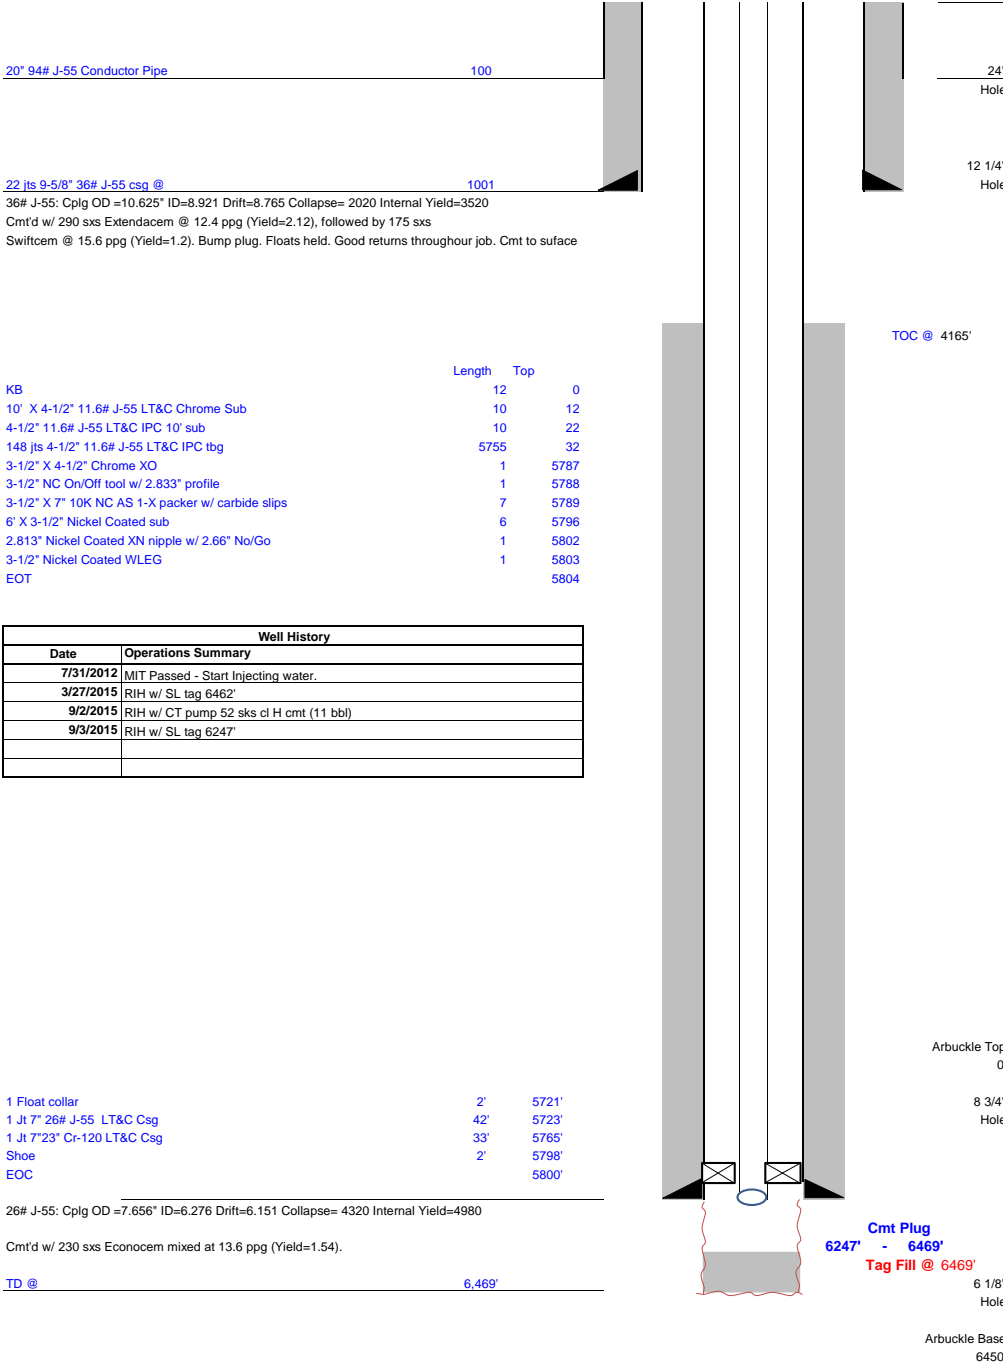 20" 94# J-55 Conductor Pipe 100 24'
Hole
12 1/4"
22 jts 9-5/8" 36# J-55 csg @ 1001 Hole
36# J-55: Cplg OD =10.625" ID=8.921 Drift=8.765 Collapse= 2020 Internal Yield=3520
Cmt'd w/ 290 sxs Extendacem @ 12.4 ppg (Yield=2.12), followed by 175 sxs
Swiftcem @ 15.6 ppg (Yield=1.2). Bump plug. Floats held. Good returns throughour job. Cmt to suface
TOC @ 4165'
Length Top
KB 12 0
10' X 4-1/2" 11.6# J-55 LT&C Chrome Sub 10 12
4-1/2" 11.6# J-55 LT&C IPC 10' sub 10 22
148 jts 4-1/2" 11.6# J-55 LT&C IPC tbg 5755 32
3-1/2" X 4-1/2" Chrome XO 1 5787
3-1/2" NC On/Off tool w/ 2.833" profile 1 5788
3-1/2" X 7" 10K NC AS 1-X packer w/ carbide slips 7 5789
6' X 3-1/2" Nickel Coated sub 6 5796
2.813" Nickel Coated XN nipple w/ 2.66" No/Go 1 5802
3-1/2" Nickel Coated WLEG 1 5803
EOT 5804
Well History
Date Operations Summary
7/31/2012 MIT Passed - Start Injecting water.
3/27/2015 RIH w/ SL tag 6462'
9/2/2015 RIH w/ CT pump 52 sks cl H cmt (11 bbl)
9/3/2015 RIH w/ SL tag 6247'
Arbuckle Top
0
1 Float collar 2' 5721' 8 3/4"
1 Jt 7" 26# J-55 LT&C Csg 42' 5723' Hole
1 Jt 7"23" Cr-120 LT&C Csg 33' 5765'
Shoe 2' 5798'
EOC 5800'
26# J-55: Cplg OD =7.656" ID=6.276 Drift=6.151 Collapse= 4320 Internal Yield=4980
Cmt Plug
Cmt'd w/ 230 sxs Econocem mixed at 13.6 ppg (Yield=1.54). 6247' - 6469'
Tag Fill @ 6469'
TD @ 6,469' 6 1/8"
Hole
Arbuckle Base
6450